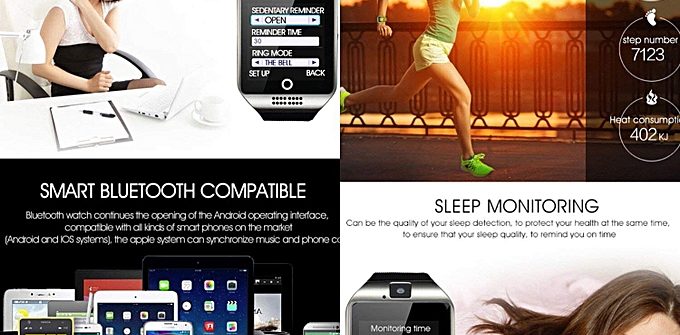 SEDENTARY REMINDER
OPEN
REMINDER TIME
30
RING MODE
THE BELL
SET UP BACK
SMART BLUETOOTH COMPATIBLE
Bluetooth watch continues the opening of the Android operating interface,
compatible with all kinds of smart phones on the market
(Android and IOS systems), the apple system can synchronize music and phone
step number
7123
Heat consumption
402 KJ
SLEEP MONITORING
Can be the quality of your sleep detection, to protect your health at the same time,
to ensure that your sleep quality, to remind you on time
Monitoring time